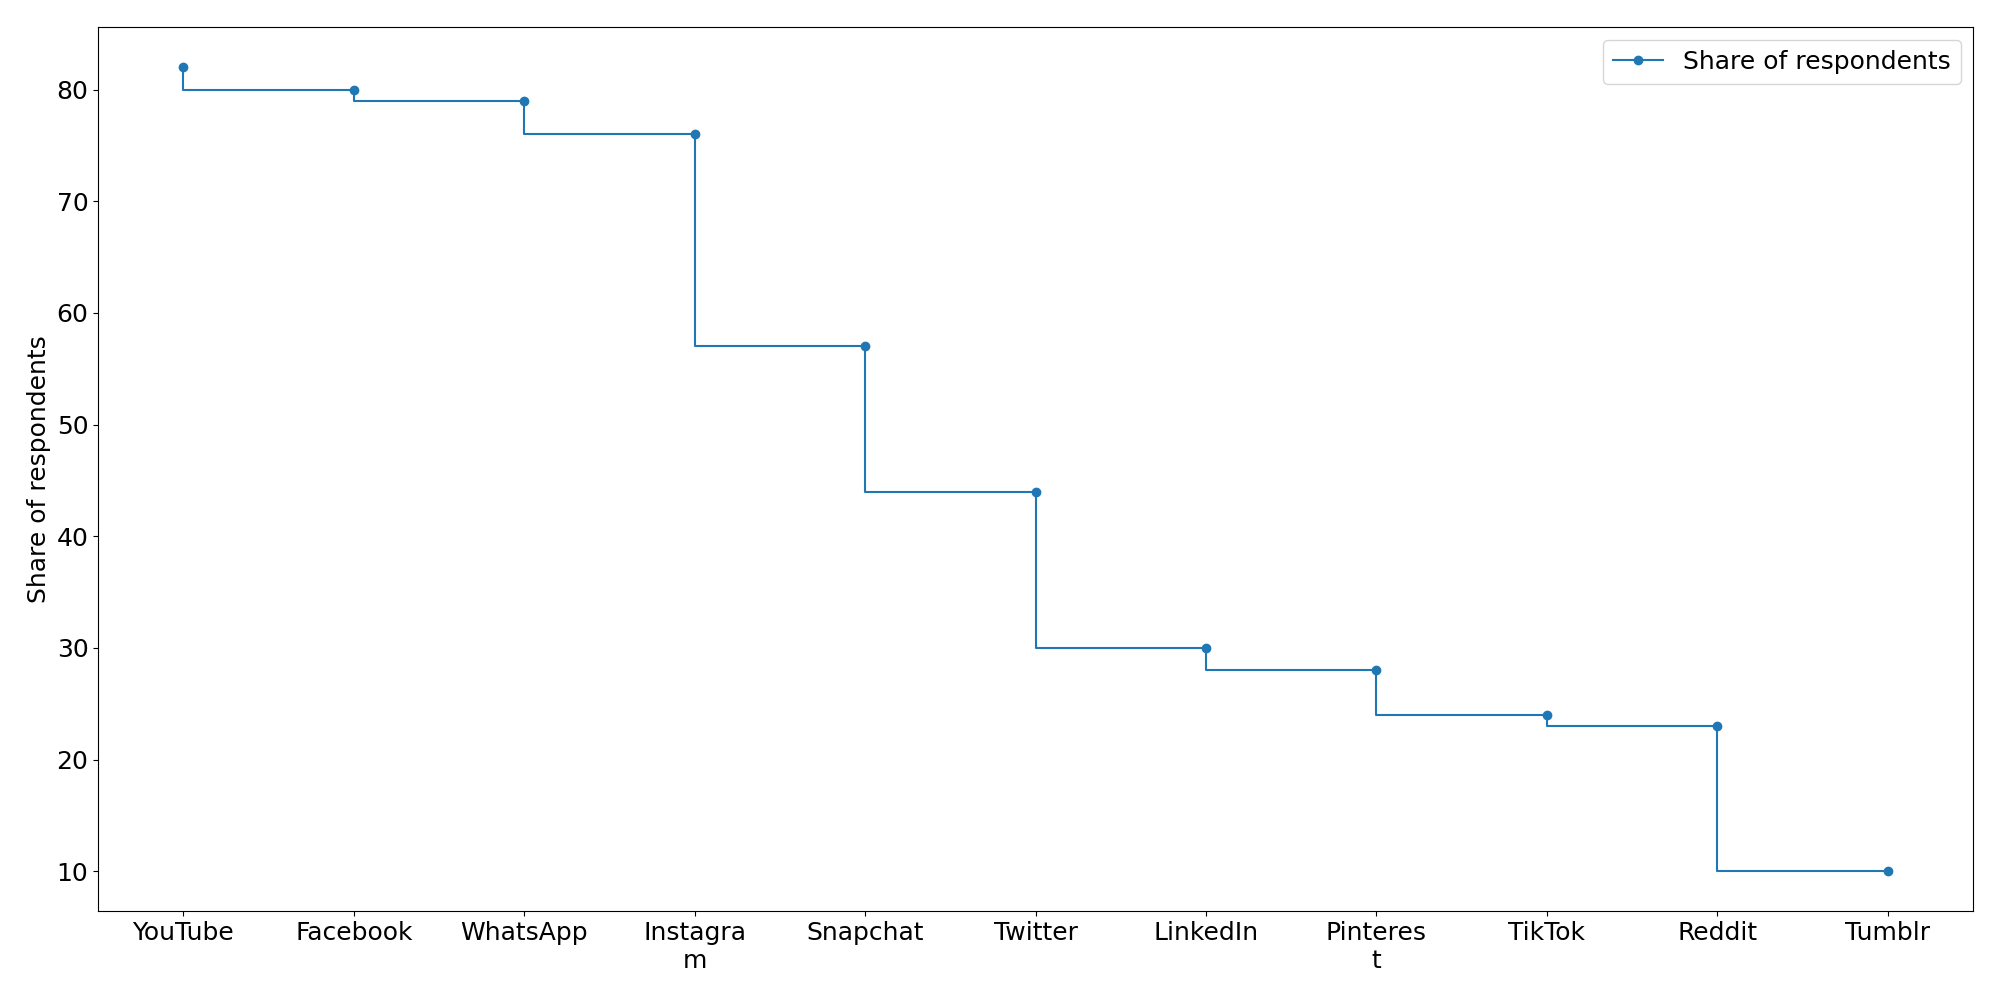 Share of respondents
80
70
60
50
40
30
20
10
Share of respondents
YouTube Facebook WhatsApp Instagra Snapchat Twitter LinkedIn Pinteres TikTok Reddit Tumblr
m t